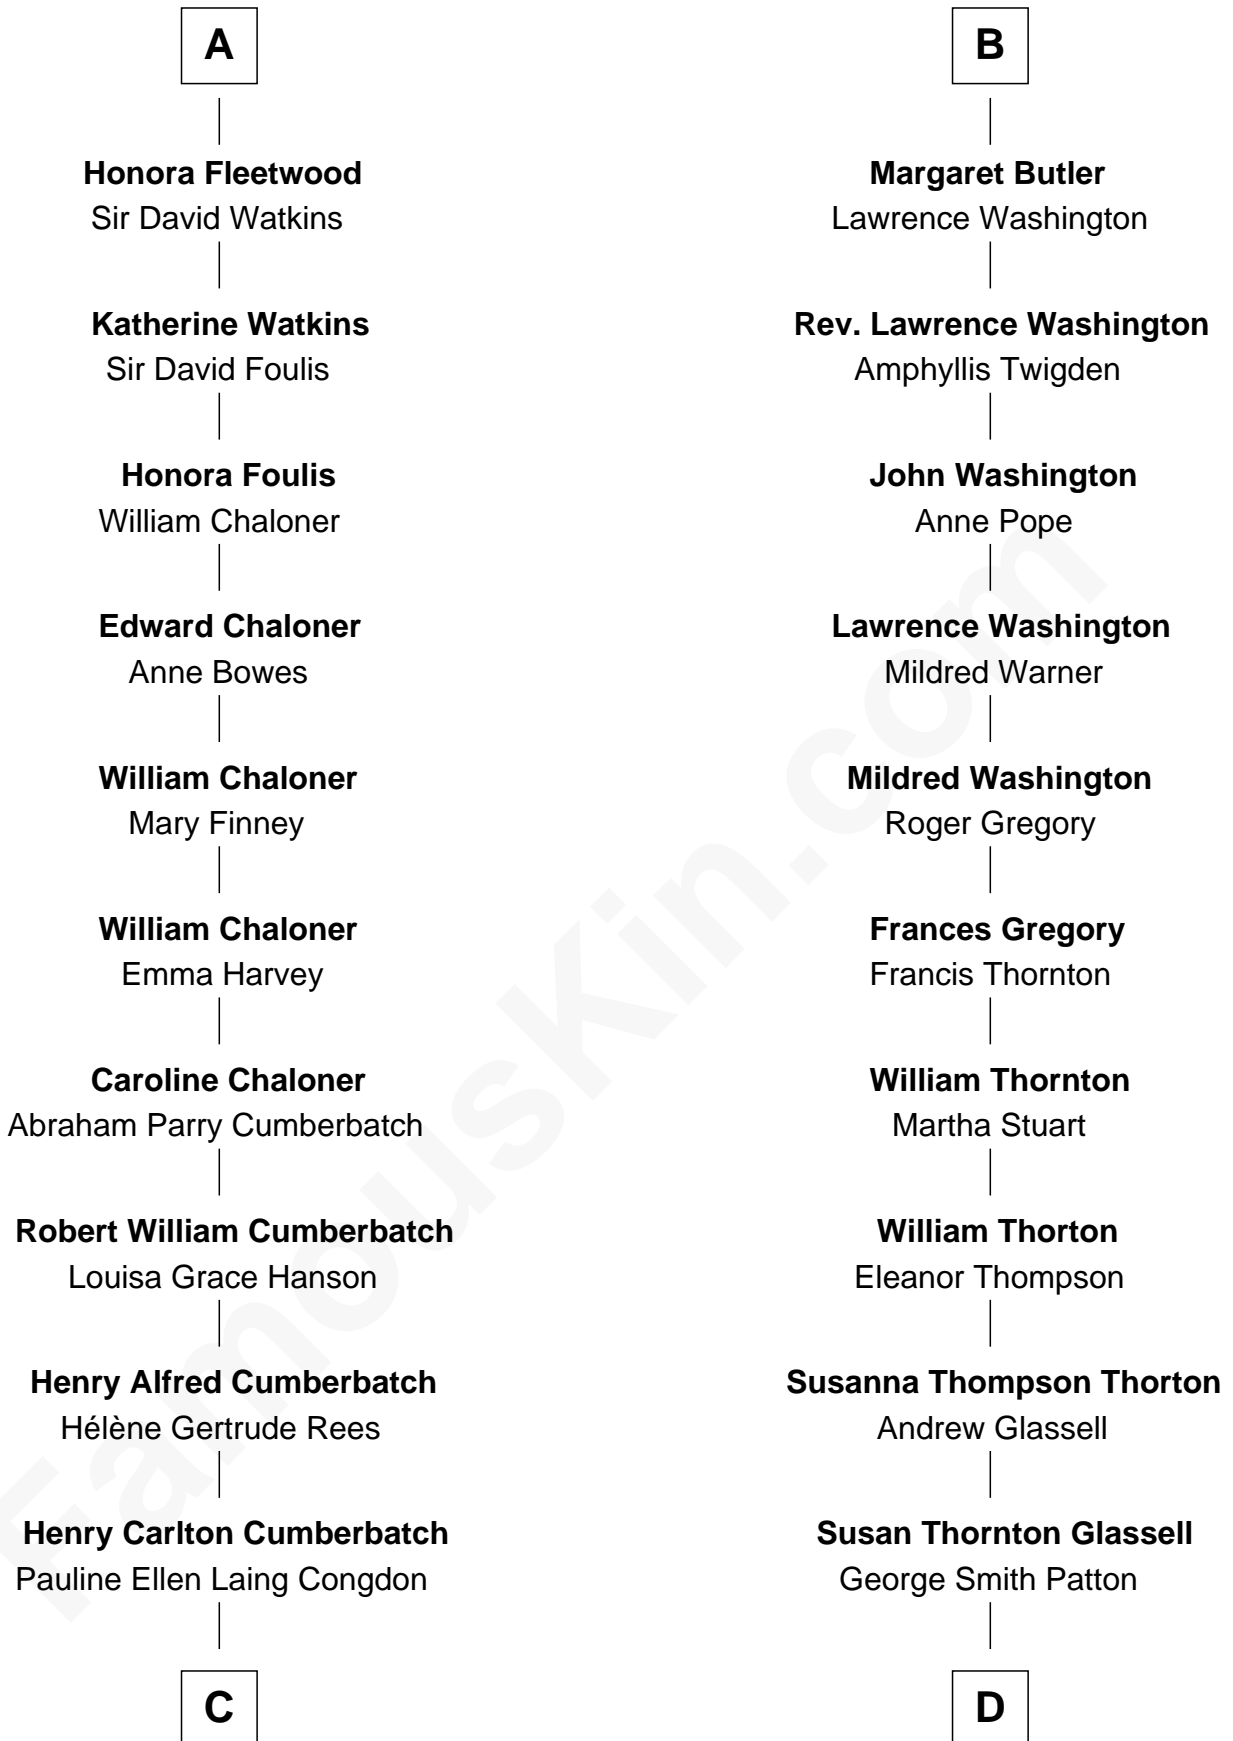 A
Honora Fleetwood
Sir David Watkins
Katherine Watkins
Sir David Foulis
Honora Foulis
William Chaloner
Edward Chaloner
Anne Bowes
William Chaloner
Mary Finney
William Chaloner
Emma Harvey
Caroline Chaloner
Abraham Parry Cumberbatch
Robert William Cumberbatch
Louisa Grace Hanson
Henry Alfred Cumberbatch
Hélène Gertrude Rees
Henry Carlton Cumberbatch
Pauline Ellen Laing Congdon
C
B
Margaret Butler
Lawrence Washington
Rev. Lawrence Washington
Amphyllis Twigden
John Washington
Anne Pope
Lawrence Washington
Mildred Warner
Mildred Washington
Roger Gregory
Frances Gregory
Francis Thornton
William Thornton
Martha Stuart
William Thorton
Eleanor Thompson
Susanna Thompson Thorton
Andrew Glassell
Susan Thornton Glassell
George Smith Patton
D
FamousKin.com